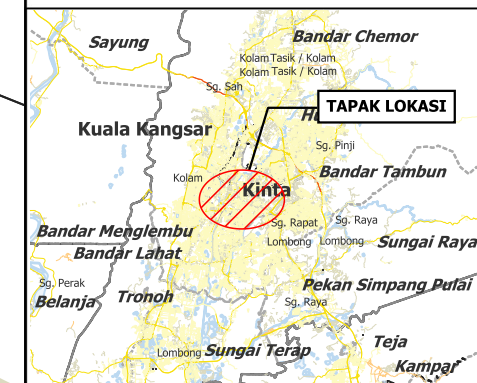 Bandar Chemor
Sayung
Kolam Tasik / Kolam
Kolam Tasik / Kolam
Sg. Sah
TAPAK LOKASI
Kuala Kangsar
Sg. Pinji
Kolam
Bandar Tambun
Kinta
Sg. Rapat
Sg. Raya
Bandar Menglembu
Lombong
Lombong
Sungai Raya
Bandar Lahat
Sg. Perak
Pekan Simpang Pulai
Belanja
Tronoh
Sg. Raya
Teja
Lombong
Sungai Terap
Kampar